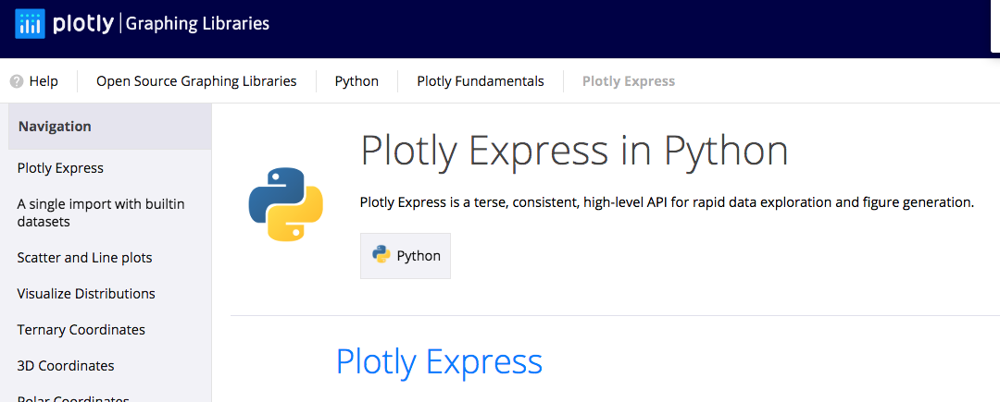 plotly | Graphing Libraries
? Help
Open Source Graphing Libraries
Python
Plotly Fundamentals
Plotly Express
Navigation
Plotly Express
A single import with builtin
datasets
Scatter and Line plots
Visualize Distributions
Ternary Coordinates
3D Coordinates
Polar Coordinates
Plotly Express in Python
Plotly Express is a terse, consistent, high-level API for rapid data exploration and figure generation.
Python
Plotly Express